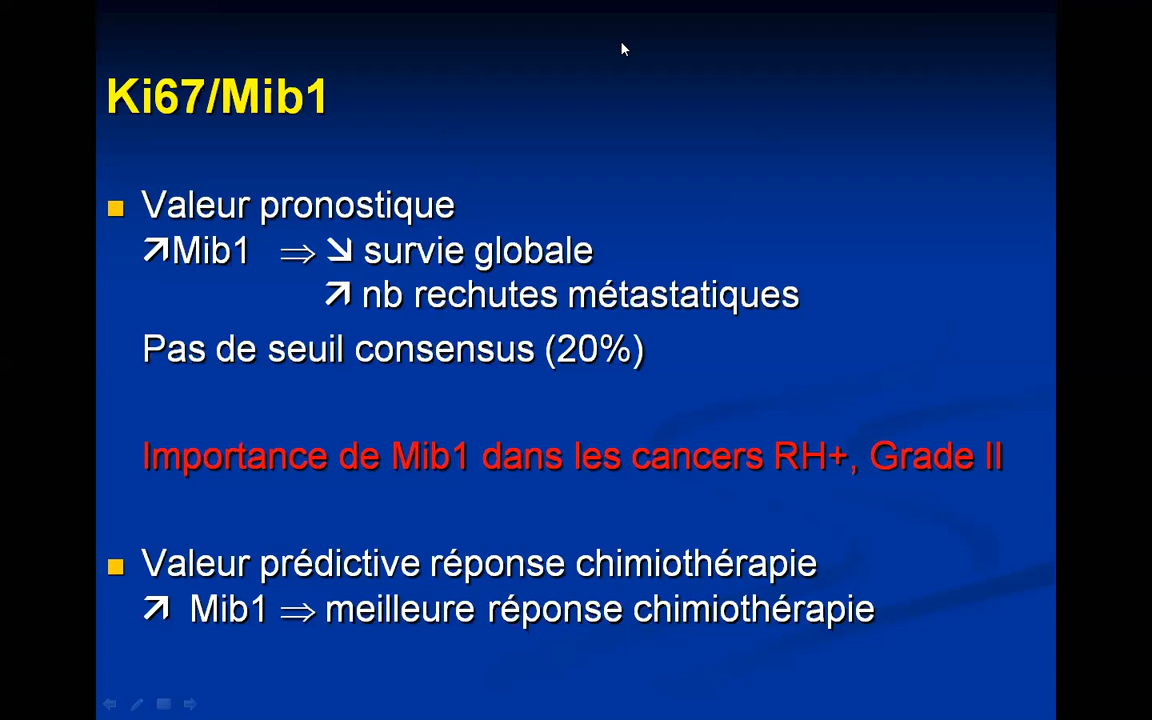 Ki67/Mib1
Valeur pronostique
↗Mib1 ⇒ ↘ survie globale
↗ nb rechutes métastatiques
Pas de seuil consensus (20%)
Importance de Mib1 dans les cancers RH+, Grade II
Valeur prédictive réponse chimiothérapie
↗ Mib1 ⇒ meilleure réponse chimiothérapie